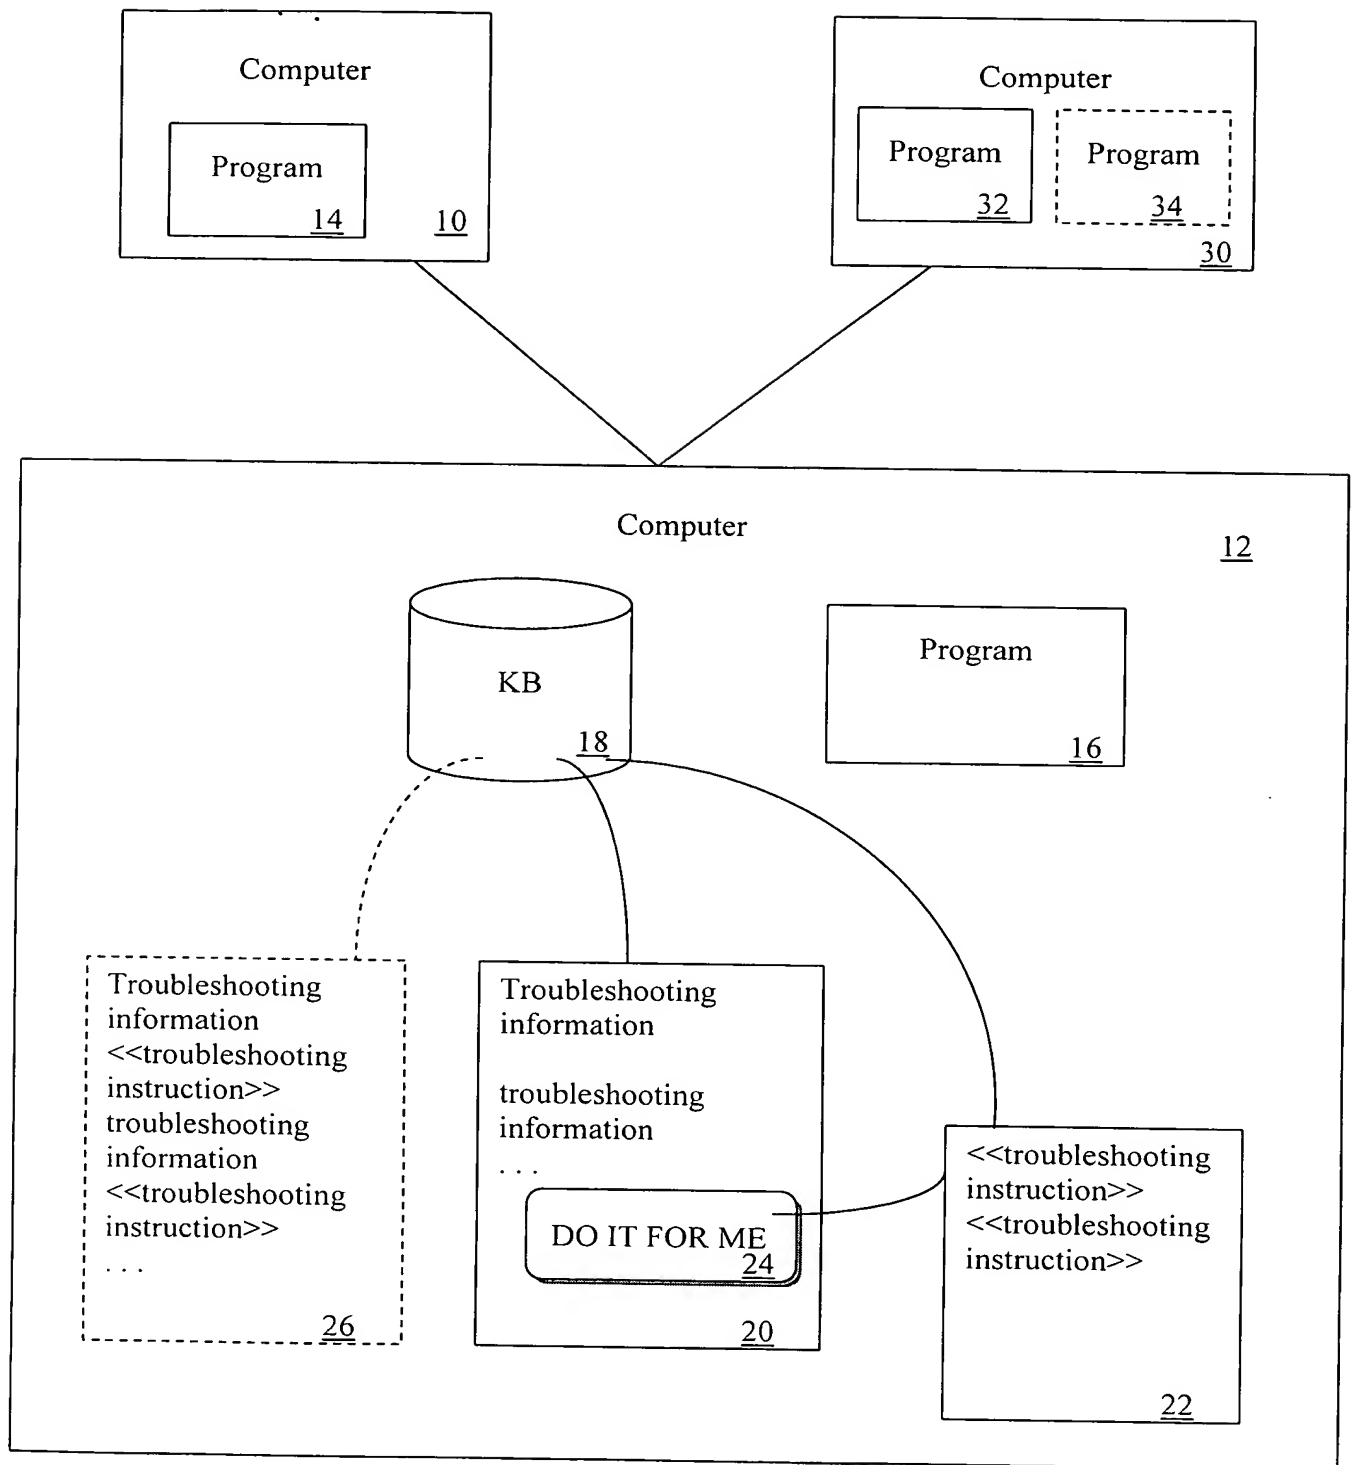 Computer
Program
14
10
Computer
Program
32
Program
34
30
Computer
12
KB
18
Program
16
Troubleshooting
information
<<troubleshooting
instruction>>
troubleshooting
information
<<troubleshooting
instruction>>
. . .
26
Troubleshooting
information
troubleshooting
information
. . .
DO IT FOR ME
24
20
<<troubleshooting
instruction>>
<<troubleshooting
instruction>>
22